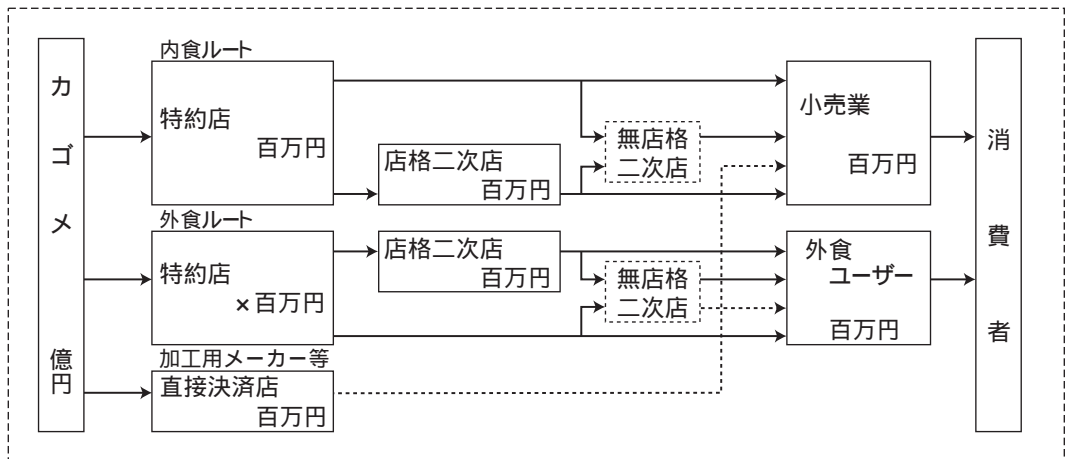 カゴメ
億円
内食ルート
特約店
百万円
店格二次店
百万円
無店格
二次店
小売業
百万円
外食ルート
特約店
×百万円
店格二次店
百万円
無店格
二次店
外食
ユーザー
百万円
加工用メーカー等
直接決済店
百万円
消費者